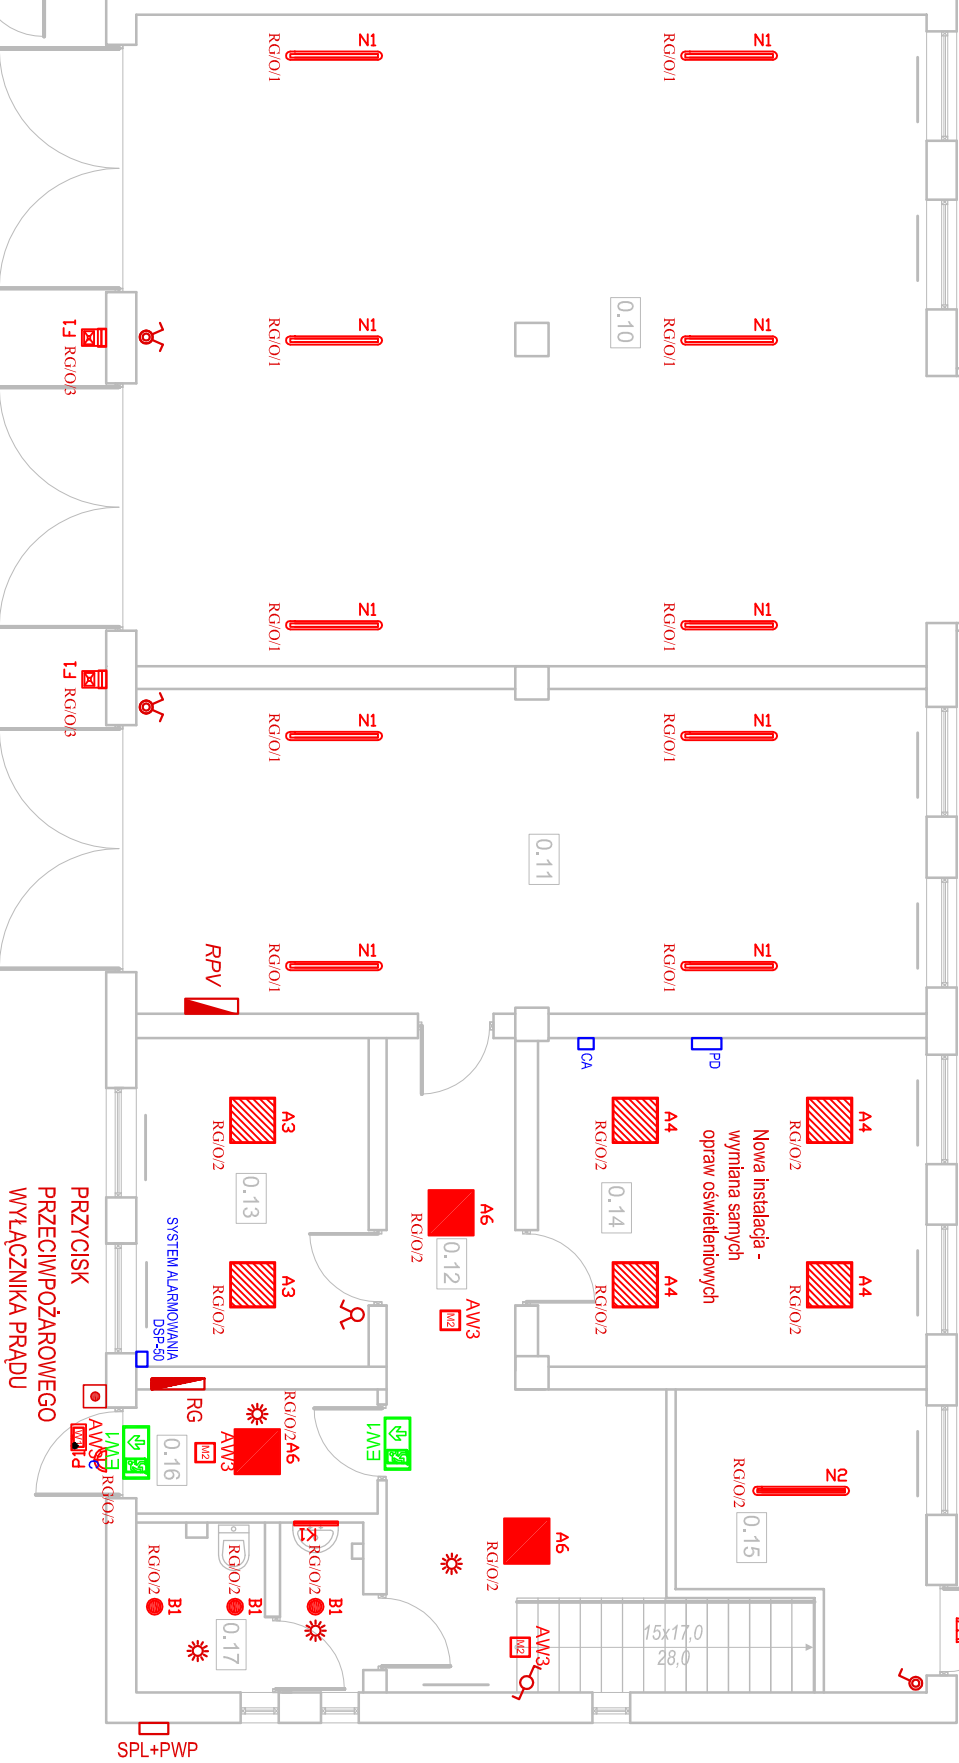 N1
RG/O/1
N1
RG/O/1
0.10
N1
RG/O/1
N1
RG/O/1
F1
RG/O/3
N1
RG/O/1
N1
RG/O/1
F1
RG/O/3
N1
RG/O/1
N1
RG/O/1
0.11
N1
RG/O/1
N1
RG/O/1
RPV
CA
PD
A3
RG/O/2
A4
RG/O/2
A4
RG/O/2
Nowa instalacja -
wymiana samych
opraw oświetleniowych
0.13
0.14
A6
RG/O/2
0.12
A3
RG/O/2
A4
RG/O/2
A4
RG/O/2
AW3
M2
SYSTEM ALARMOWANIA
DSP-50
PRZYCISK
PRZECIWPOŻAROWEGO
WYŁĄCZNIKA PRĄDU
RG
RG/O/2
A6
AW3
M2
EW1
EW1
0.16
P1
RG/O/3
N2
RG/O/2
0.15
A6
RG/O/2
K1
RG/O/2
B1
RG/O/2
B1
RG/O/2
B1
0.17
AW3
M2
15x17,0
28,0
SPL+PWP